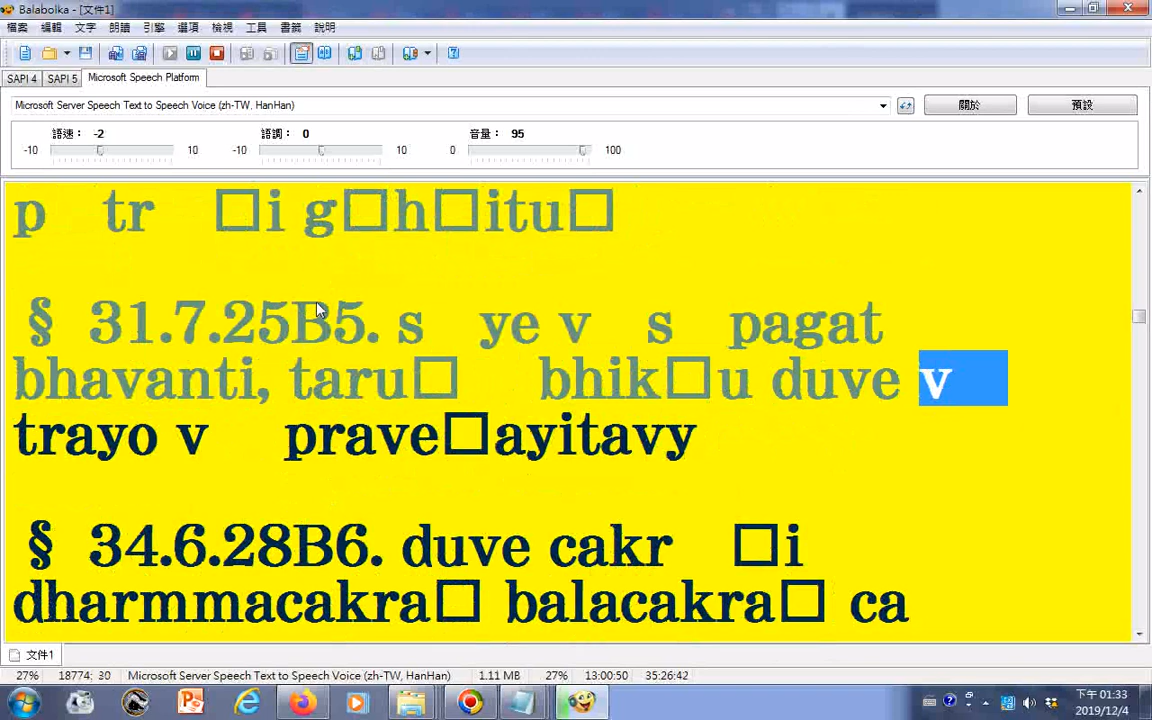 Balabolka - [文件1]
檔案 編輯 文字 朗讀 引擎 選項 檢視 工具 書籤 說明
SAPI 4 SAPI 5 Microsoft Speech Platform
Microsoft Server Speech Text to Speech Voice (zh-TW, HanHan) 關於 預設
語速： -2 語調： 0 音量： 95
-10 10 -10 10 0 100
p tr □i g□h□itu□
§ 31.7.25B5. s ye v s pagat
bhavanti, taru□ bhik□u duve v
trayo v prave□ayitavy
§ 34.6.28B6. duve cakr □i
dharmmacakra□ balacakra□ ca
文件1
27% 18774; 30 Microsoft Server Speech Text to Speech Voice (zh-TW, HanHan) 1.11 MB 27% 13:00:50 35:26:42
下午 01:33
2019/12/4